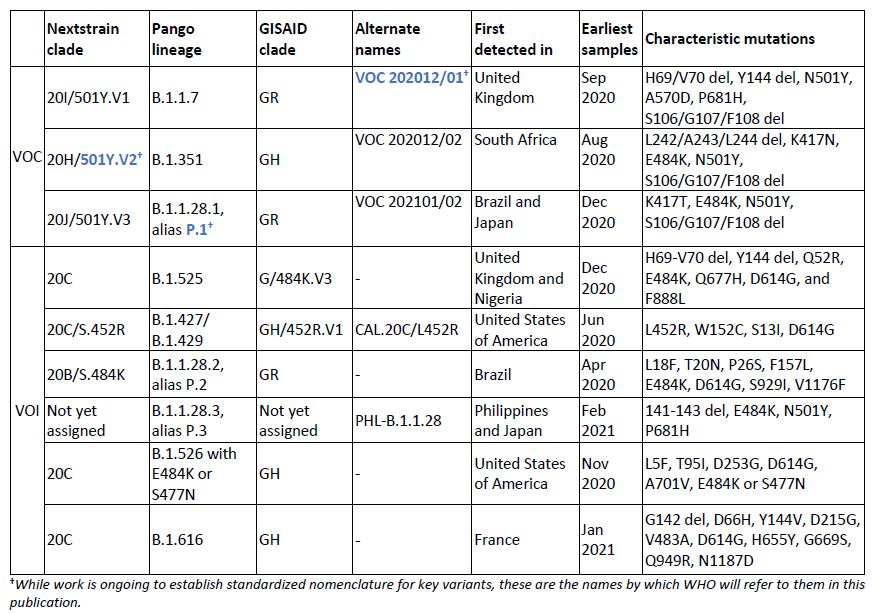 Nextstrain clade | Pango lineage | GISAID clade | Alternate names | First detected in | Earliest samples | Characteristic mutations
VOC
20I/501Y.V1 | B.1.1.7 | GR | VOC 202012/01† | United Kingdom | Sep 2020 | H69/V70 del, Y144 del, N501Y, A570D, P681H, S106/G107/F108 del
20H/501Y.V2† | B.1.351 | GH | VOC 202012/02 | South Africa | Aug 2020 | L242/A243/L244 del, K417N, E484K, N501Y, S106/G107/F108 del
20J/501Y.V3 | B.1.1.28.1, alias P.1† | GR | VOC 202101/02 | Brazil and Japan | Dec 2020 | K417T, E484K, N501Y, S106/G107/F108 del
VOI
20C | B.1.525 | G/484K.V3 | - | United Kingdom and Nigeria | Dec 2020 | H69-V70 del, Y144 del, Q52R, E484K, Q677H, D614G, and F888L
20C/S.452R | B.1.427/ B.1.429 | GH/452R.V1 | CAL.20C/L452R | United States of America | Jun 2020 | L452R, W152C, S13I, D614G
20B/S.484K | B.1.1.28.2, alias P.2 | GR | - | Brazil | Apr 2020 | L18F, T20N, P26S, F157L, E484K, D614G, S929I, V1176F
Not yet assigned | B.1.1.28.3, alias P.3 | Not yet assigned | PHL-B.1.1.28 | Philippines and Japan | Feb 2021 | 141-143 del, E484K, N501Y, P681H
20C | B.1.526 with E484K or S477N | GH | - | United States of America | Nov 2020 | L5F, T95I, D253G, D614G, A701V, E484K or S477N
20C | B.1.616 | GH | - | France | Jan 2021 | G142 del, D66H, Y144V, D215G, V483A, D614G, H655Y, G669S, Q949R, N1187D
†While work is ongoing to establish standardized nomenclature for key variants, these are the names by which WHO will refer to them in this
publication.